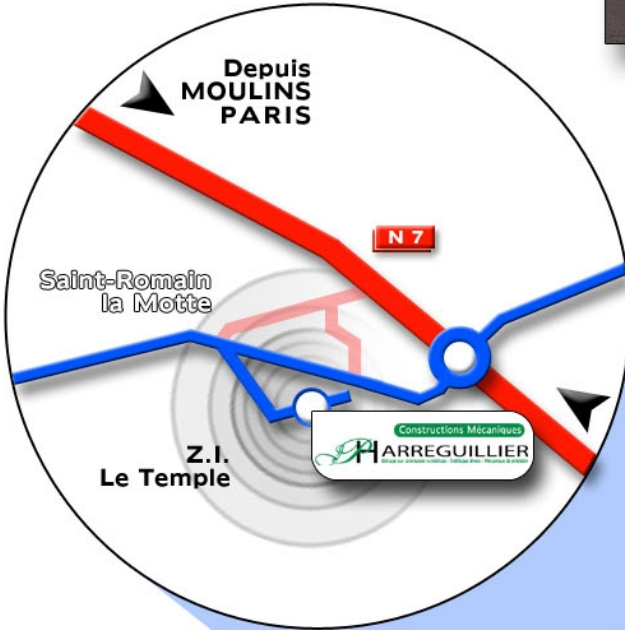 Depuis
MOULINS
PARIS
N 7
Saint-Romain
la Motte
Constructions Mécaniques
HARREGUILLIER
Z.I.
Le Temple